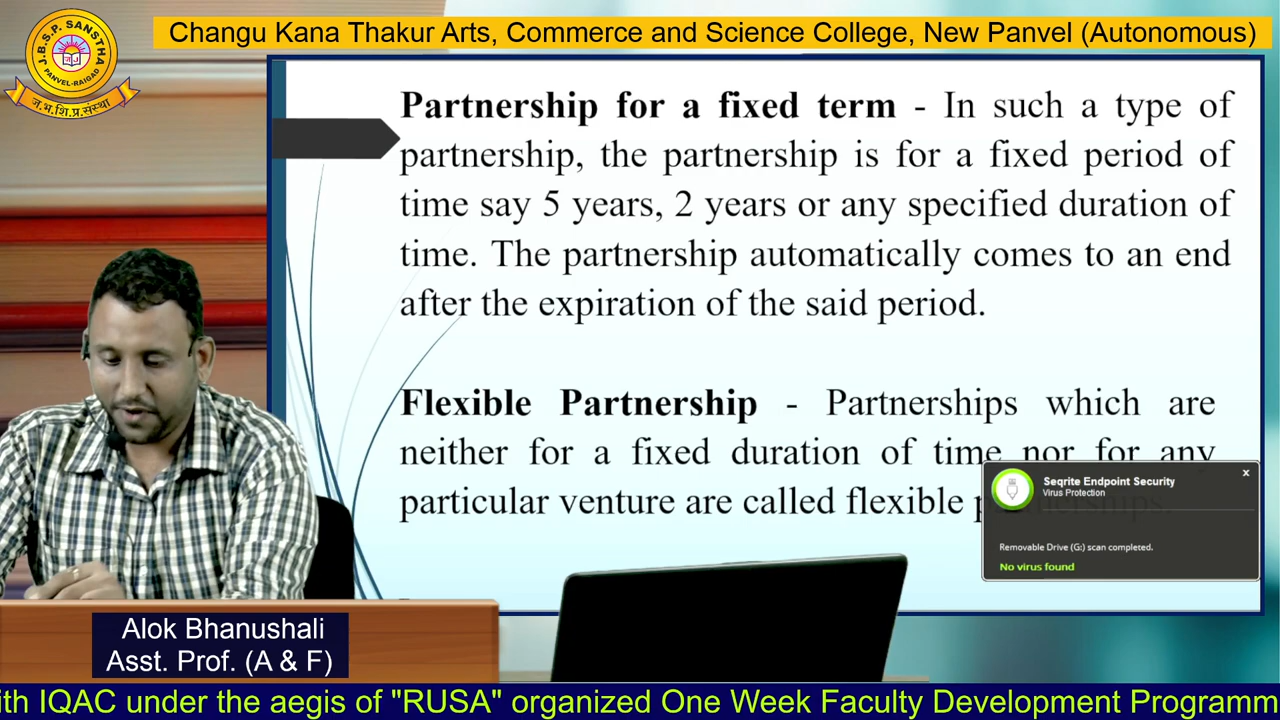 J.B.S.P. SANSTHA
PANVEL-RAIGAD
ज.भ.शि.प्र.संस्था
Changu Kana Thakur Arts, Commerce and Science College, New Panvel (Autonomous)
Partnership for a fixed term - In such a type of
partnership, the partnership is for a fixed period of
time say 5 years, 2 years or any specified duration of
time. The partnership automatically comes to an end
after the expiration of the said period.
Flexible Partnership - Partnerships which are
neither for a fixed duration of time nor for any
particular venture are called flexible partnerships.
Seqrite Endpoint Security
Virus Protection
x
Removable Drive (G:) scan completed.
No virus found
Alok Bhanushali
Asst. Prof. (A & F)
ith IQAC under the aegis of "RUSA" organized One Week Faculty Development Programm